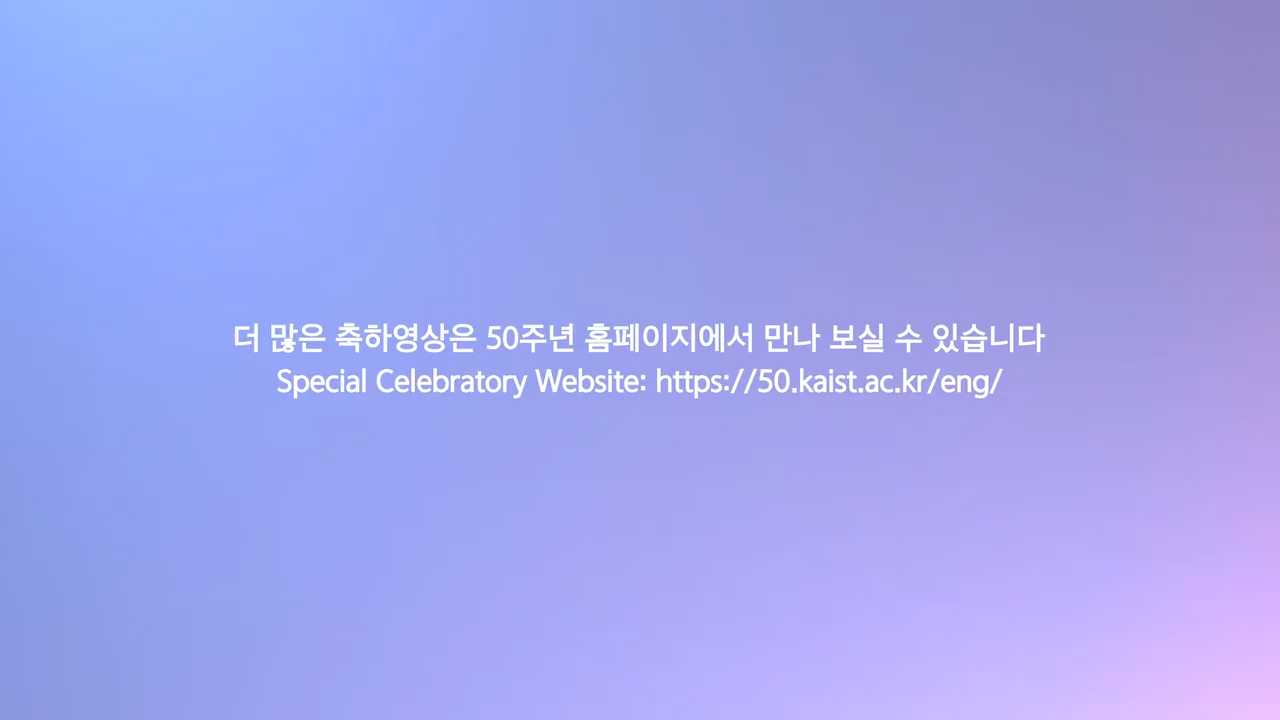 더 많은 축하영상은 50주년 홈페이지에서 만나 보실 수 있습니다
Special Celebratory Website: https://50.kaist.ac.kr/eng/